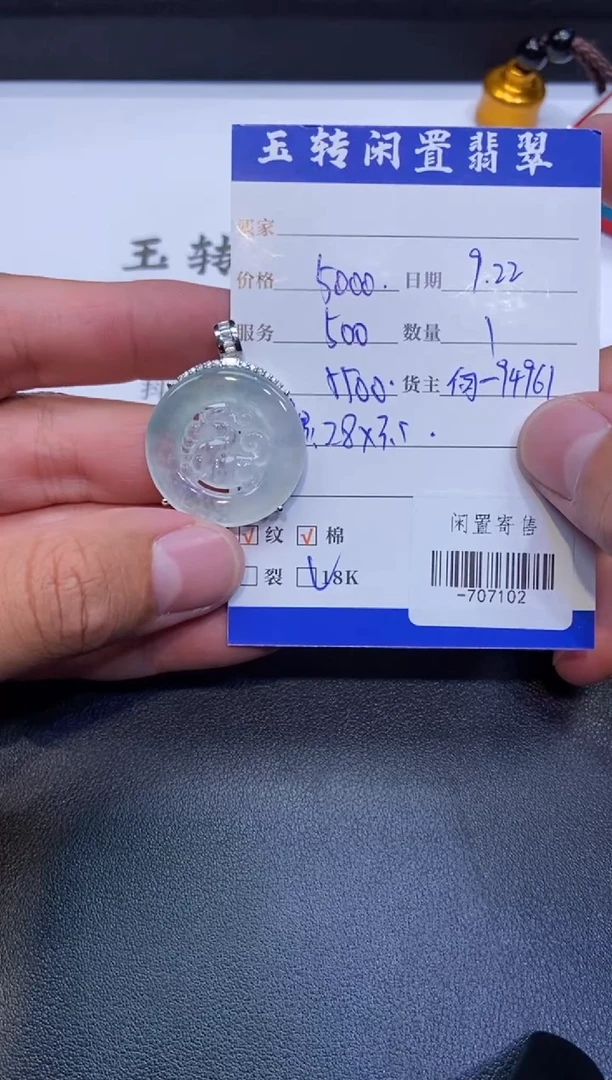 玉转闲置翡翠
玉转
买家
价格 5000. 日期 9.22
服务 500 数量 1
5500. 货主 -94961
.28x3.5.
√ 纹 √ 棉
裂 √ 18K
闲置寄售
-707102